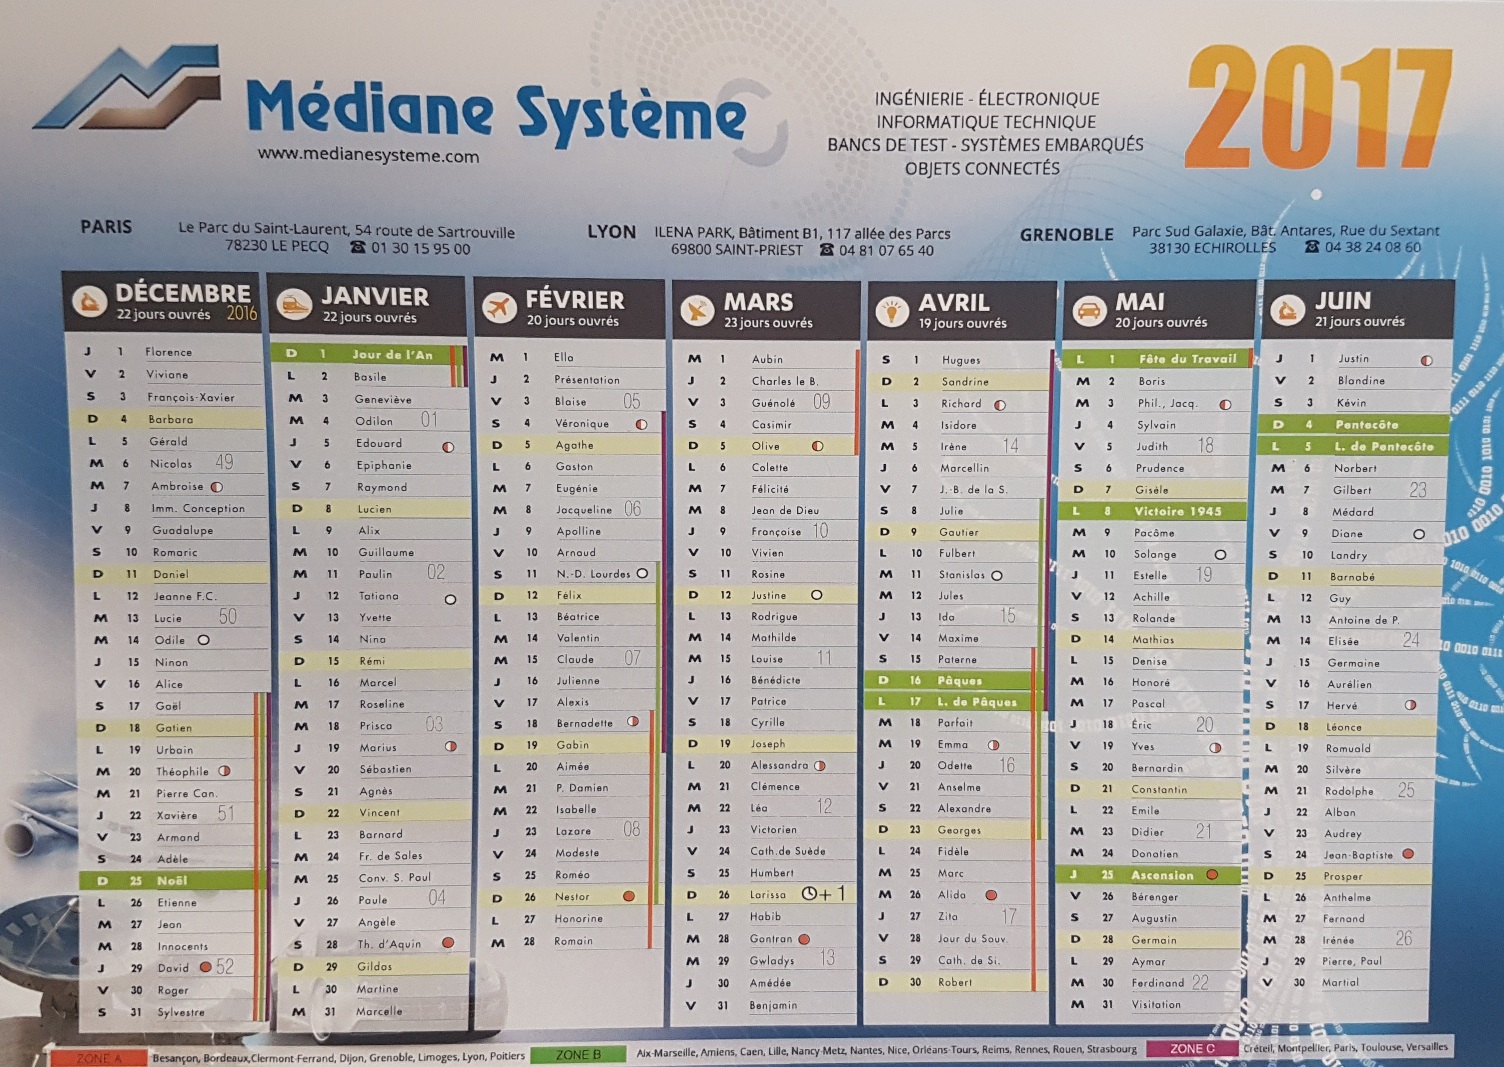 Médiane Système
www.medianesysteme.com
INGÉNIERIE - ÉLECTRONIQUE
INFORMATIQUE TECHNIQUE
BANCS DE TEST - SYSTÈMES EMBARQUÉS
OBJETS CONNECTÉS
2017
PARIS Le Parc du Saint-Laurent, 54 route de Sartrouville
78230 LE PECQ ☎ 01 30 15 95 00
LYON ILENA PARK, Bâtiment B1, 117 allée des Parcs
69800 SAINT-PRIEST ☎ 04 81 07 65 40
GRENOBLE Parc Sud Galaxie, Bât. Antares, Rue du Sextant
38130 ECHIROLLES ☎ 04 38 24 08 60
DÉCEMBRE
22 jours ouvrés 2016
J 1 Florence
V 2 Viviane
S 3 François-Xavier
D 4 Barbara
L 5 Gérald
M 6 Nicolas 49
M 7 Ambroise
J 8 Imm. Conception
V 9 Guadalupe
S 10 Romaric
D 11 Daniel
L 12 Jeanne F.C.
M 13 Lucie 50
M 14 Odile
J 15 Ninon
V 16 Alice
S 17 Gaël
D 18 Gatien
L 19 Urbain
M 20 Théophile
M 21 Pierre Can.
J 22 Xavière 51
V 23 Armand
S 24 Adèle
D 25 Noël
L 26 Etienne
M 27 Jean
M 28 Innocents
J 29 David 52
V 30 Roger
S 31 Sylvestre
JANVIER
22 jours ouvrés
D 1 Jour de l'An
L 2 Basile
M 3 Geneviève
M 4 Odilon 01
J 5 Edouard
V 6 Epiphanie
S 7 Raymond
D 8 Lucien
L 9 Alix
M 10 Guillaume
M 11 Paulin 02
J 12 Tatiana
V 13 Yvette
S 14 Nina
D 15 Rémi
L 16 Marcel
M 17 Roseline
M 18 Prisca 03
J 19 Marius
V 20 Sébastien
S 21 Agnès
D 22 Vincent
L 23 Barnard
M 24 Fr. de Sales
M 25 Conv. S. Paul
J 26 Paule 04
V 27 Angèle
S 28 Th. d'Aquin
D 29 Gildas
L 30 Martine
M 31 Marcelle
FÉVRIER
20 jours ouvrés
M 1 Ella
J 2 Présentation
V 3 Blaise 05
S 4 Véronique
D 5 Agathe
L 6 Gaston
M 7 Eugénie
M 8 Jacqueline 06
J 9 Apolline
V 10 Arnaud
S 11 N.-D. Lourdes
D 12 Félix
L 13 Béatrice
M 14 Valentin
M 15 Claude 07
J 16 Julienne
V 17 Alexis
S 18 Bernadette
D 19 Gabin
L 20 Aimée
M 21 P. Damien
M 22 Isabelle
J 23 Lazare 08
V 24 Modeste
S 25 Roméo
D 26 Nestor
L 27 Honorine
M 28 Romain
MARS
23 jours ouvrés
M 1 Aubin
J 2 Charles le B.
V 3 Guénolé 09
S 4 Casimir
D 5 Olive
L 6 Colette
M 7 Félicité
M 8 Jean de Dieu
J 9 Françoise 10
V 10 Vivien
S 11 Rosine
D 12 Justine
L 13 Rodrigue
M 14 Mathilde
M 15 Louise 11
J 16 Bénédicte
V 17 Patrice
S 18 Cyrille
D 19 Joseph
L 20 Alessandra
M 21 Clémence
M 22 Léa 12
J 23 Victorien
V 24 Cath.de Suède
S 25 Humbert
D 26 Larissa + 1
L 27 Habib
M 28 Gontran
M 29 Gwladys 13
J 30 Amédée
V 31 Benjamin
AVRIL
19 jours ouvrés
S 1 Hugues
D 2 Sandrine
L 3 Richard
M 4 Isidore
M 5 Irène 14
J 6 Marcellin
V 7 J.-B. de la S.
S 8 Julie
D 9 Gautier
L 10 Fulbert
M 11 Stanislas
M 12 Jules
J 13 Ida 15
V 14 Maxime
S 15 Paterne
D 16 Pâques
L 17 L. de Pâques
M 18 Parfait
M 19 Emma
J 20 Odette 16
V 21 Anselme
S 22 Alexandre
D 23 Georges
L 24 Fidèle
M 25 Marc
M 26 Alida
J 27 Zita 17
V 28 Jour du Souv.
S 29 Cath. de Si.
D 30 Robert
MAI
20 jours ouvrés
L 1 Fête du Travail
M 2 Boris
M 3 Phil., Jacq.
J 4 Sylvain
V 5 Judith 18
S 6 Prudence
D 7 Gisèle
L 8 Victoire 1945
M 9 Pacôme
M 10 Solange
J 11 Estelle 19
V 12 Achille
S 13 Rolande
D 14 Mathias
L 15 Denise
M 16 Honoré
M 17 Pascal
J 18 Éric 20
V 19 Yves
S 20 Bernardin
D 21 Constantin
L 22 Emile
M 23 Didier 21
M 24 Donatien
J 25 Ascension
V 26 Bérenger
S 27 Augustin
D 28 Germain
L 29 Aymar
M 30 Ferdinand 22
M 31 Visitation
JUIN
21 jours ouvrés
J 1 Justin
V 2 Blandine
S 3 Kévin
D 4 Pentecôte
L 5 L. de Pentecôte
M 6 Norbert
M 7 Gilbert 23
J 8 Médard
V 9 Diane
S 10 Landry
D 11 Barnabé
L 12 Guy
M 13 Antoine de P.
M 14 Elisée 24
J 15 Germaine
V 16 Aurélien
S 17 Hervé
D 18 Léonce
L 19 Romuald
M 20 Silvère
M 21 Rodolphe 25
J 22 Alban
V 23 Audrey
S 24 Jean-Baptiste
D 25 Prosper
L 26 Anthelme
M 27 Fernand
M 28 Irénée 26
J 29 Pierre, Paul
V 30 Martial
ZONE A Besançon, Bordeaux,Clermont-Ferrand, Dijon, Grenoble, Limoges, Lyon, Poitiers
ZONE B Aix-Marseille, Amiens, Caen, Lille, Nancy-Metz, Nantes, Nice, Orléans-Tours, Reims, Rennes, Rouen, Strasbourg
ZONE C Créteil, Montpellier, Paris, Toulouse, Versailles